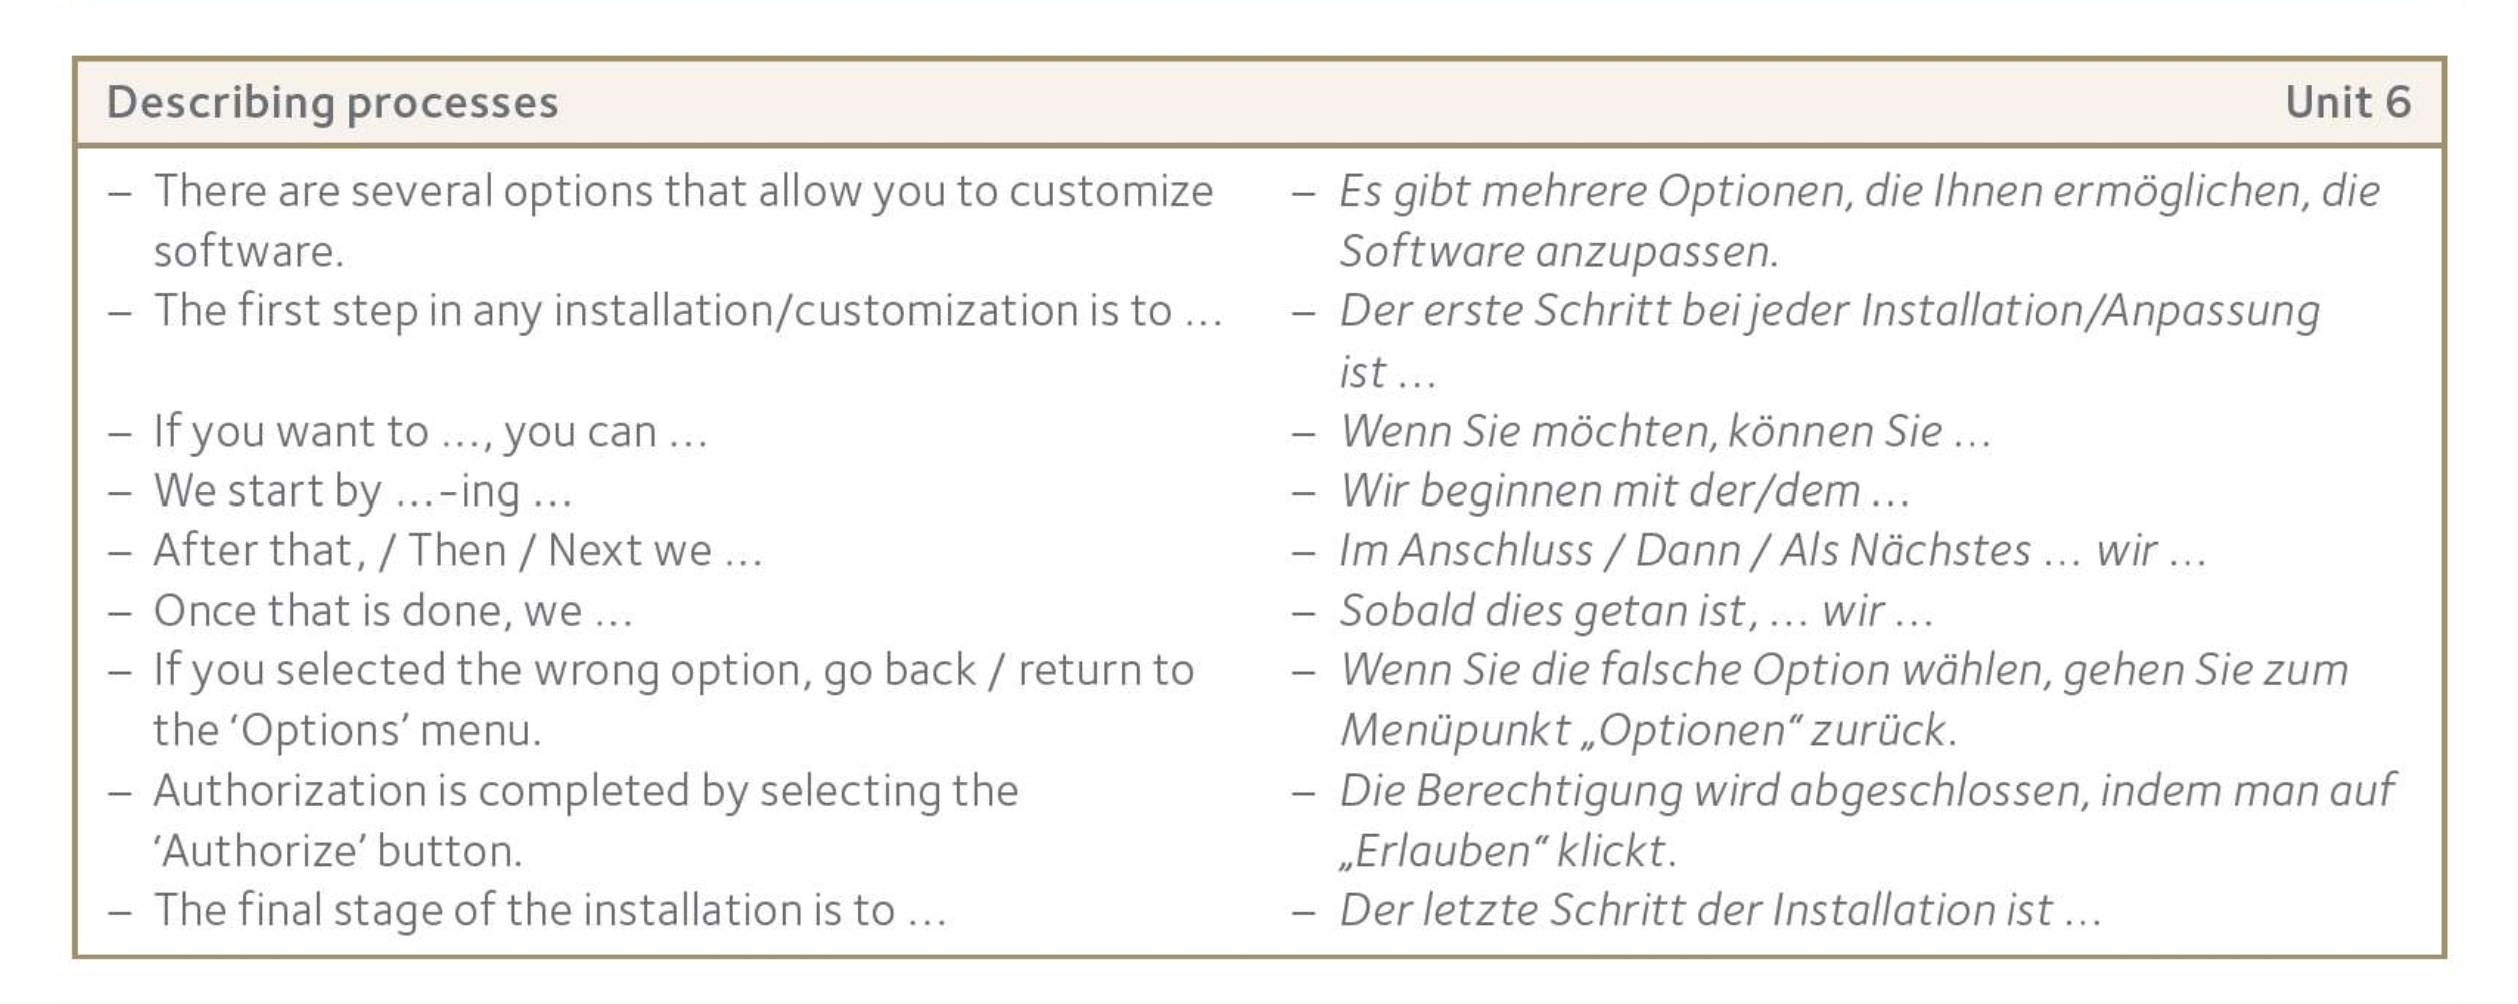 Describing processes
Unit 6
– There are several options that allow you to customize
software.
– The first step in any installation/customization is to ...
– If you want to ..., you can ...
– We start by ...-ing ...
– After that, / Then / Next we ...
– Once that is done, we ...
– If you selected the wrong option, go back / return to
the ‘Options’ menu.
– Authorization is completed by selecting the
‘Authorize’ button.
– The final stage of the installation is to ...
– Es gibt mehrere Optionen, die Ihnen ermöglichen, die
Software anzupassen.
– Der erste Schritt bei jeder Installation/Anpassung
ist ...
– Wenn Sie möchten, können Sie ...
– Wir beginnen mit der/dem ...
– Im Anschluss / Dann / Als Nächstes ... wir ...
– Sobald dies getan ist, ... wir ...
– Wenn Sie die falsche Option wählen, gehen Sie zum
Menüpunkt „Optionen“ zurück.
– Die Berechtigung wird abgeschlossen, indem man auf
„Erlauben“ klickt.
– Der letzte Schritt der Installation ist ...